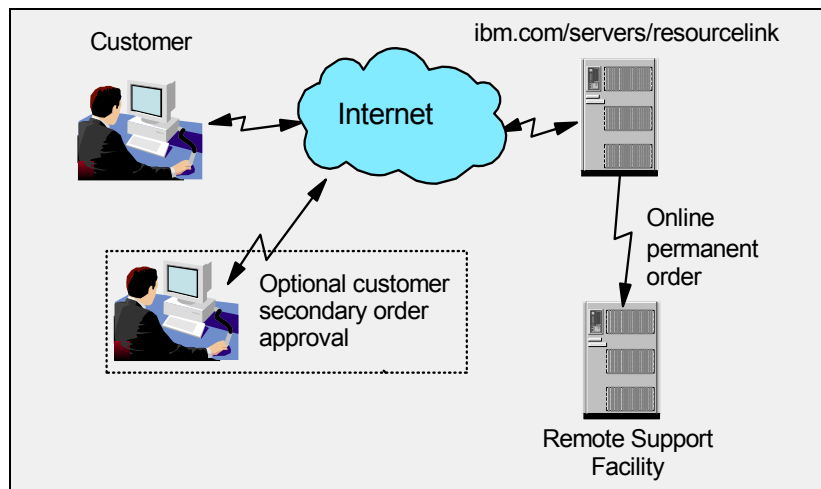 Customer
ibm.com/servers/resourcelink
Internet
Online
permanent
order
Optional customer
secondary order
approval
Remote Support
Facility